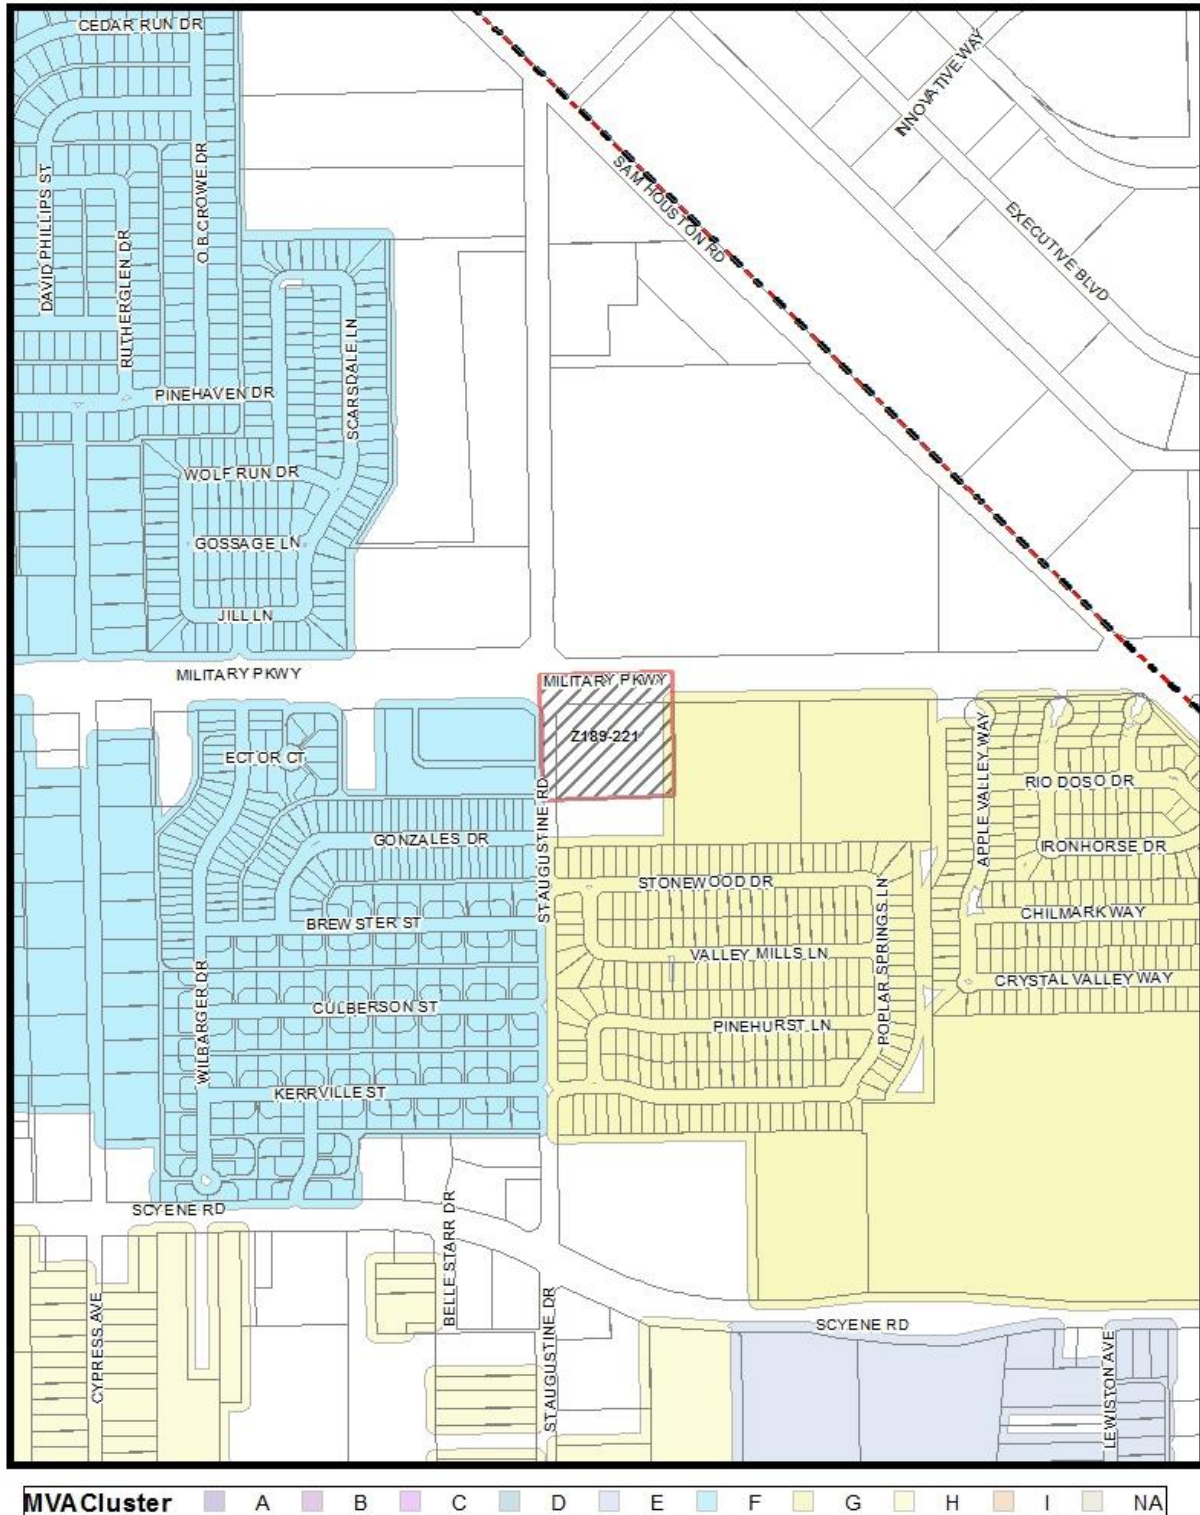 CEDAR RUN DR
INNOVATIVE WAY
SAM HOUSTON RD
EXECUTIVE BLVD
DAVID PHILLIPS ST
O B CROWE DR
RUTHERGLEN DR
SCARSDALE LN
PINEHAVEN DR
WOLF RUN DR
GOSSAGE LN
JILL LN
MILITARY PKWY
MILITARY PKWY
Z189-221
ECTOR CT
APPLE VALLEY WAY
RIO DOSO DR
ST AUGUSTINE RD
GONZALES DR
IRONHORSE DR
STONEWOOD DR
POPLAR SPRINGS LN
CHILMARK WAY
BREWSTER ST
VALLEY MILLS LN
CRYSTAL VALLEY WAY
WILBARGER DR
CULBERSON ST
PINEHURST LN
KERRVILLE ST
SCYENE RD
BELLE STARR DR
CYPRESS AVE
ST AUGUSTINE DR
SCYENE RD
LEWISTON AVE
MVA Cluster A B C D E F G H I NA